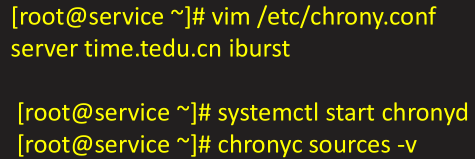 [root@service ~]# vim /etc/chrony.conf
server time.tedu.cn iburst
[root@service ~]# systemctl start chronyd
[root@service ~]# chronyc sources -v